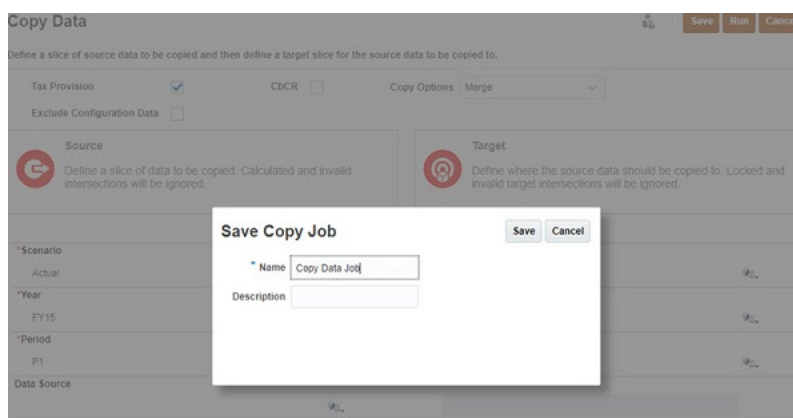 Copy Data
Save Run Cance
Define a slice of source data to be copied and then define a target slice for the source data to be copied to.
Tax Provision CbCR Copy Options Merge
Exclude Configuration Data
Source
Define a slice of data to be copied. Calculated and invalid
intersections will be ignored.
Target
Define where the source data should be copied to. Locked and
invalid target intersections will be ignored.
Save Copy Job
Save Cancel
* Name Copy Data Job
Description
*Scenario
Actual
*Year
FY15
*Period
P1
Data Source